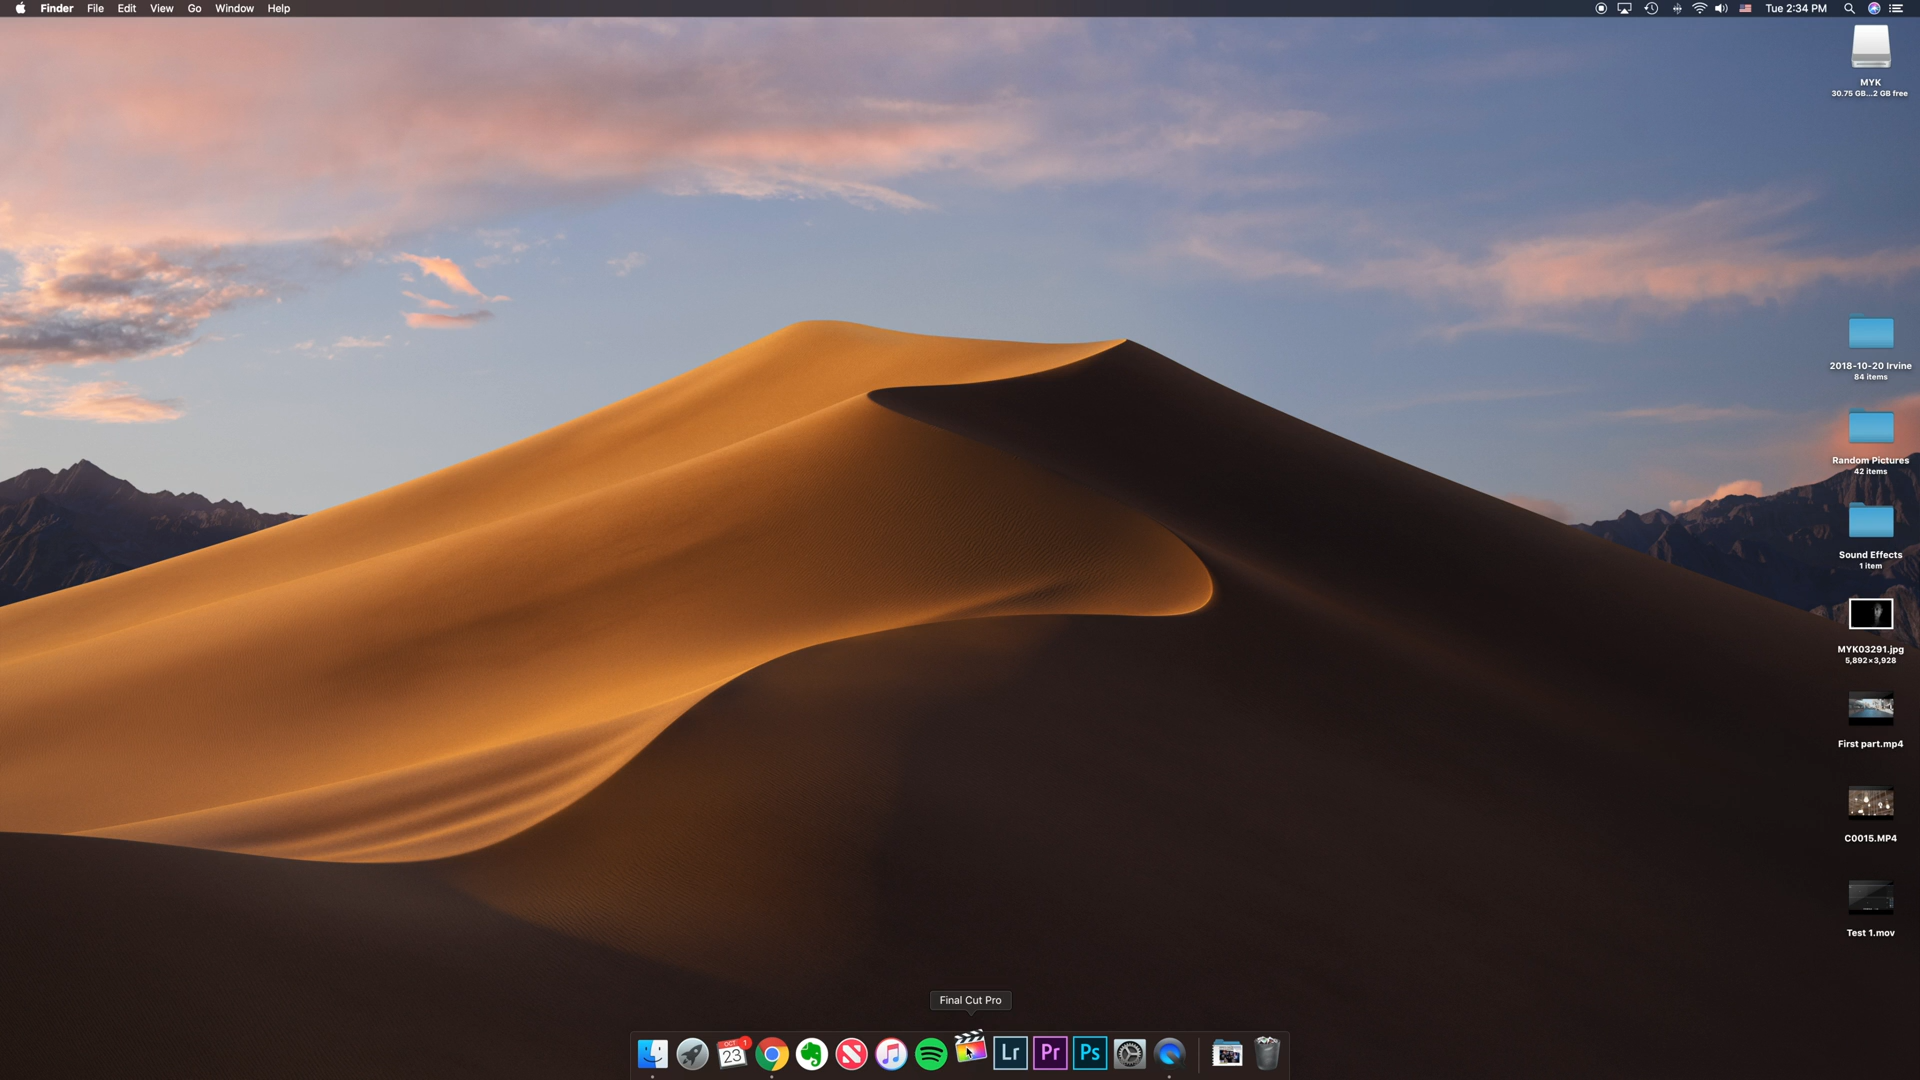 Finder File Edit View Go Window Help
Tue 2:34 PM
MYK
30.75 GB...2 GB free
2018-10-20 Irvine
84 items
Random Pictures
42 items
Sound Effects
1 item
MYK03291.jpg
5,892×3,928
First part.mp4
C0015.MP4
Test 1.mov
Final Cut Pro
OCT
1
23
Lr
Pr
Ps